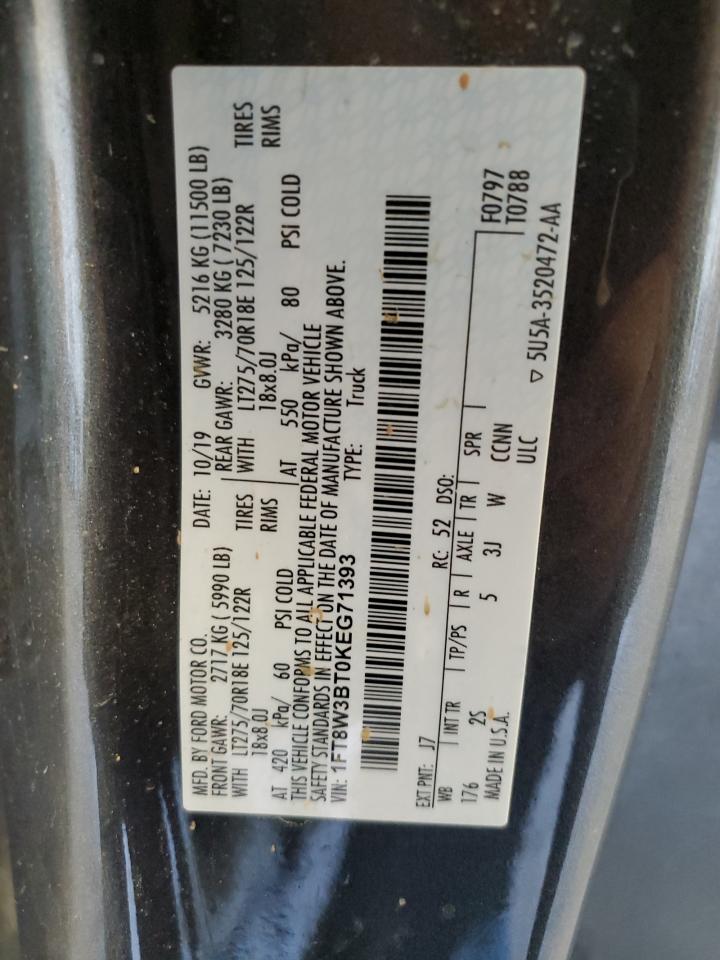 MFD. BY FORD MOTOR CO.
DATE: 10/19 GVWR: 5216 KG (11500 LB)
FRONT GAWR: 2717 KG ( 5990 LB) REAR GAWR: 3280 KG ( 7230 LB)
WITH LT275/70R18E 125/122R TIRES WITH LT275/70R18E 125/122R TIRES
18x8.0J RIMS 18x8.0J RIMS
AT 420 kPa/ 60 PSI COLD AT 550 kPa/ 80 PSI COLD
THIS VEHICLE CONFORMS TO ALL APPLICABLE FEDERAL MOTOR VEHICLE
SAFETY STANDARDS IN EFFECT ON THE DATE OF MANUFACTURE SHOWN ABOVE.
VIN: 1FT8W3BT0KEG71393 TYPE: Truck
EXT PNT: J7 RC: 52 DSO: F0797
WB INT TR TP/PS R AXLE TR SPR T0788
176 2S 5 3J W CCNN
MADE IN U.S.A. ULC ▽ 5U5A-3520472-AA